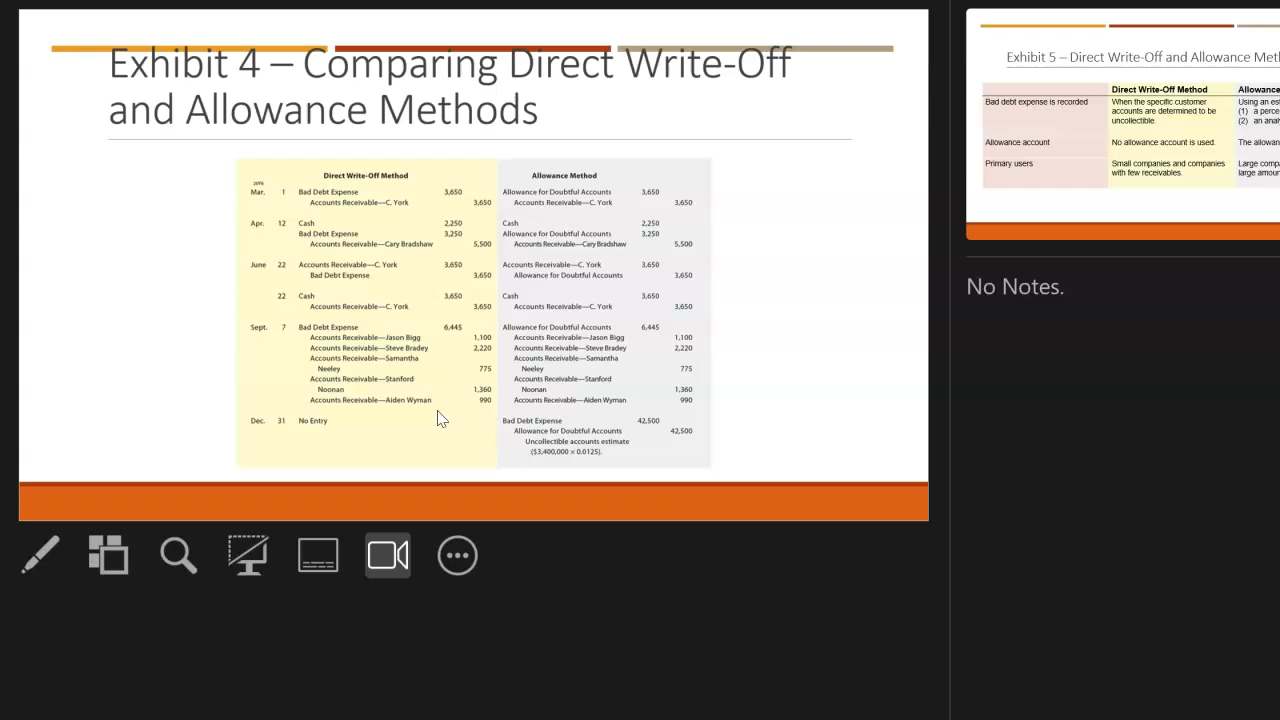 Exhibit 4 – Comparing Direct Write-Off
and Allowance Methods
Direct Write-Off Method Allowance Method
Mar. 1 Bad Debt Expense 3,650 Allowance for Doubtful Accounts 3,650
Accounts Receivable—C. York 3,650 Accounts Receivable—C. York 3,650
Apr. 12 Cash 2,250 Cash 2,250
Bad Debt Expense 3,250 Allowance for Doubtful Accounts 3,250
Accounts Receivable—Cary Bradshaw 5,500 Accounts Receivable—Cary Bradshaw 5,500
June 22 Accounts Receivable—C. York 3,650 Accounts Receivable—C. York 3,650
Bad Debt Expense 3,650 Allowance for Doubtful Accounts 3,650
22 Cash 3,650 Cash 3,650
Accounts Receivable—C. York 3,650 Accounts Receivable—C. York 3,650
Sept. 7 Bad Debt Expense 6,445 Allowance for Doubtful Accounts 6,445
Accounts Receivable—Jason Bigg 1,100 Accounts Receivable—Jason Bigg 1,100
Accounts Receivable—Steve Bradey 2,220 Accounts Receivable—Steve Bradey 2,220
Accounts Receivable—Samantha Accounts Receivable—Samantha
Neeley 775 Neeley 775
Accounts Receivable—Stanford Accounts Receivable—Stanford
Noonan 1,360 Noonan 1,360
Accounts Receivable—Aiden Wyman 990 Accounts Receivable—Aiden Wyman 990
Dec. 31 No Entry Bad Debt Expense 42,500
Allowance for Doubtful Accounts 42,500
Uncollectible accounts estimate
($3,400,000 × 0.0125).
Exhibit 5 – Direct Write-Off and Allowance Met
Direct Write-Off Method Allowance
Bad debt expense is recorded When the specific customer Using an es
accounts are determined to be (1) a perce
uncollectible. (2) an anal
Allowance account No allowance account is used. The allowan
Primary users Small companies and companies Large comp
with few receivables. large amour
No Notes.